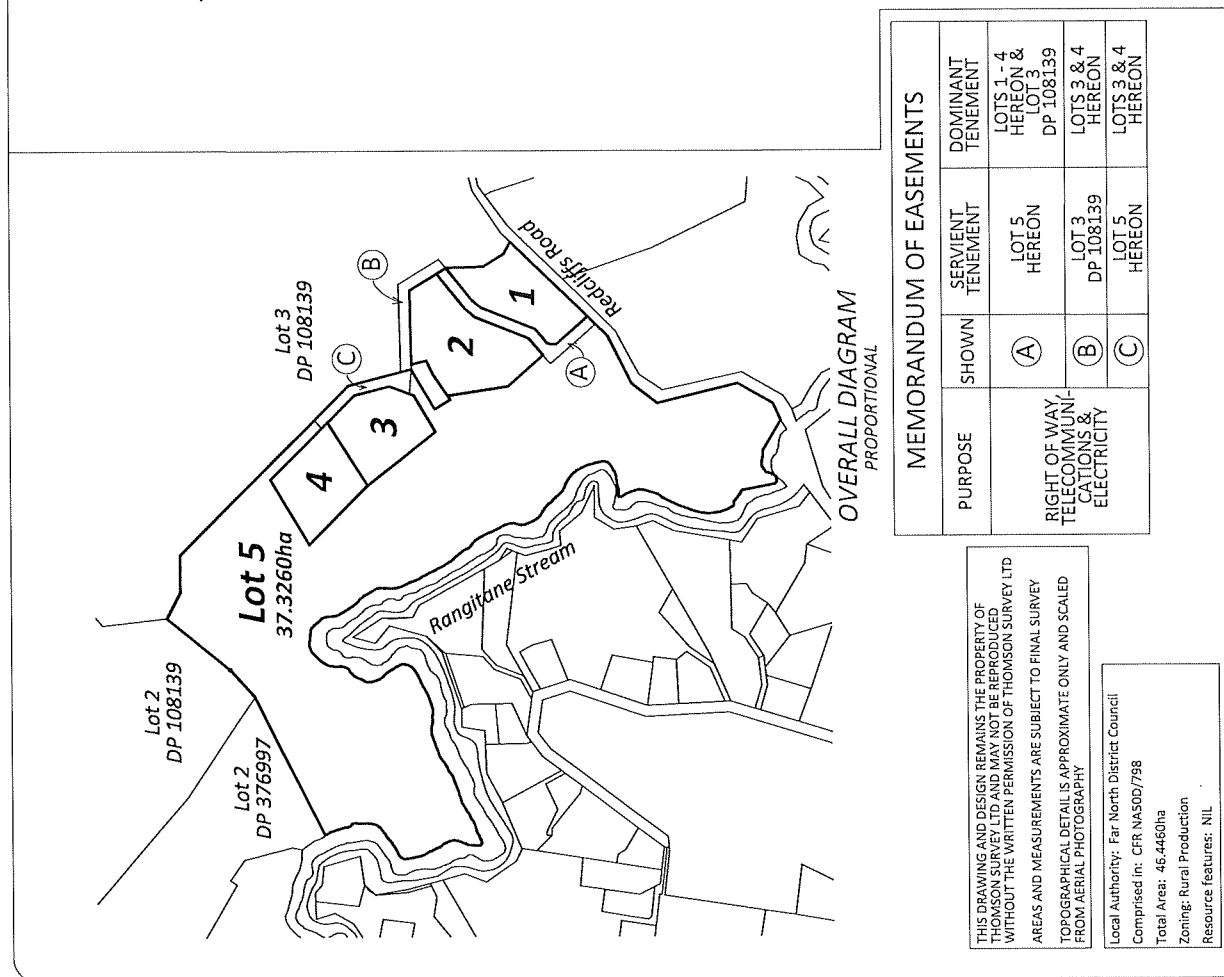 Lot 2
DP 108139
Lot 2
DP 376997
Lot 3
DP 108139
Lot 5
37.3260ha
4
3
2
1
C
B
A
Redcliffs Road
Rangitane Stream
OVERALL DIAGRAM
PROPORTIONAL
MEMORANDUM OF EASEMENTS
PURPOSE
SHOWN
SERVIENT
TENEMENT
DOMINANT
TENEMENT
RIGHT OF WAY,
TELECOMMUNI-
CATIONS &
ELECTRICITY
A
LOT 5
HEREON
LOTS 1 - 4
HEREON &
LOT 3
DP 108139
B
LOT 3
DP 108139
LOTS 3 & 4
HEREON
C
LOT 5
HEREON
LOTS 3 & 4
HEREON
THIS DRAWING AND DESIGN REMAINS THE PROPERTY OF
THOMSON SURVEY LTD AND MAY NOT BE REPRODUCED
WITHOUT THE WRITTEN PERMISSION OF THOMSON SURVEY LTD
AREAS AND MEASUREMENTS ARE SUBJECT TO FINAL SURVEY
TOPOGRAPHICAL DETAIL IS APPROXIMATE ONLY AND SCALED
FROM AERIAL PHOTOGRAPHY
Local Authority: Far North District Council
Comprised in: CFR NA50D/798
Total Area: 46.4460ha
Zoning: Rural Production
Resource features: NIL